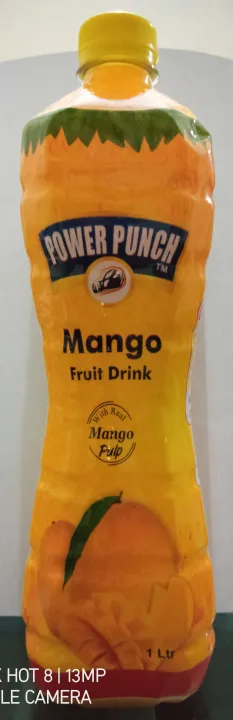 POWER PUNCH
TM
Mango
Fruit Drink
With Real
Mango
Pulp
1 Ltr
HOT 8 | 13MP
LE CAMERA